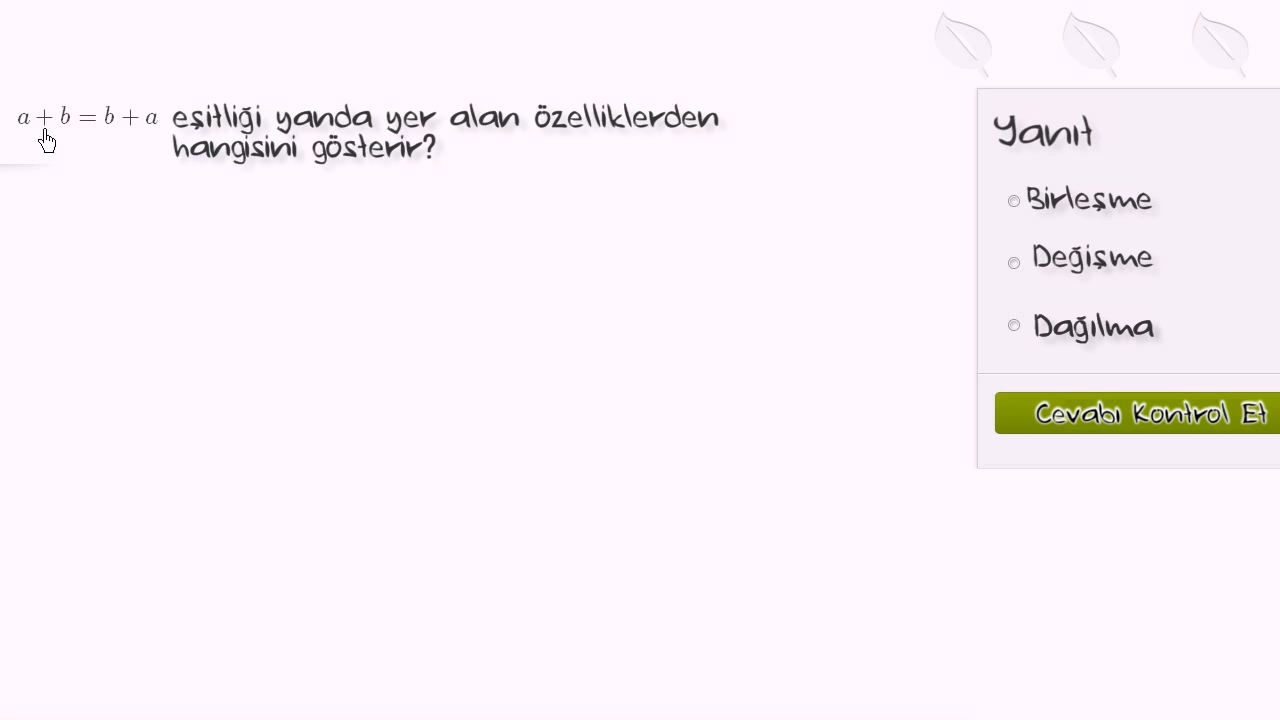 a + b = b + a eşitliği yanda yer alan özelliklerden
hangisini gösterir?
Yanıt
Birleşme
Değişme
Dağılma
Cevabı Kontrol Et